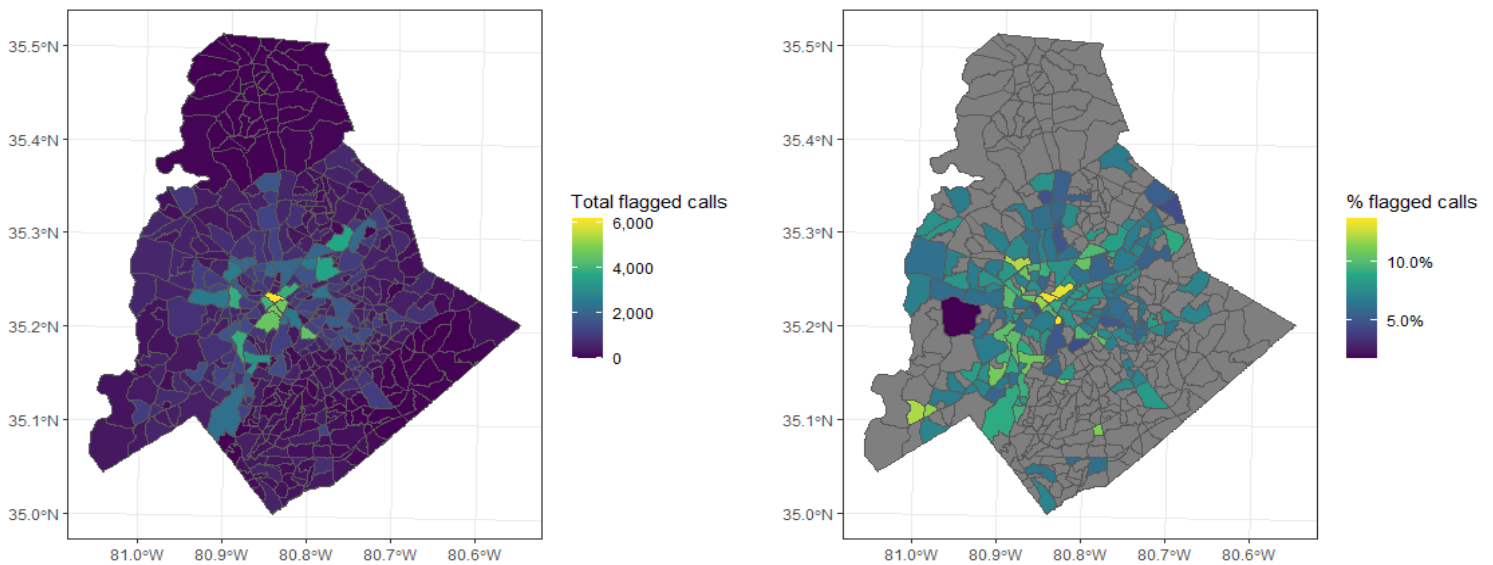 35.5°N
35.4°N
35.3°N
35.2°N
35.1°N
35.0°N
81.0°W 80.9°W 80.8°W 80.7°W 80.6°W
Total flagged calls
6,000
4,000
2,000
0
35.5°N
35.4°N
35.3°N
35.2°N
35.1°N
35.0°N
81.0°W 80.9°W 80.8°W 80.7°W 80.6°W
% flagged calls
10.0%
5.0%